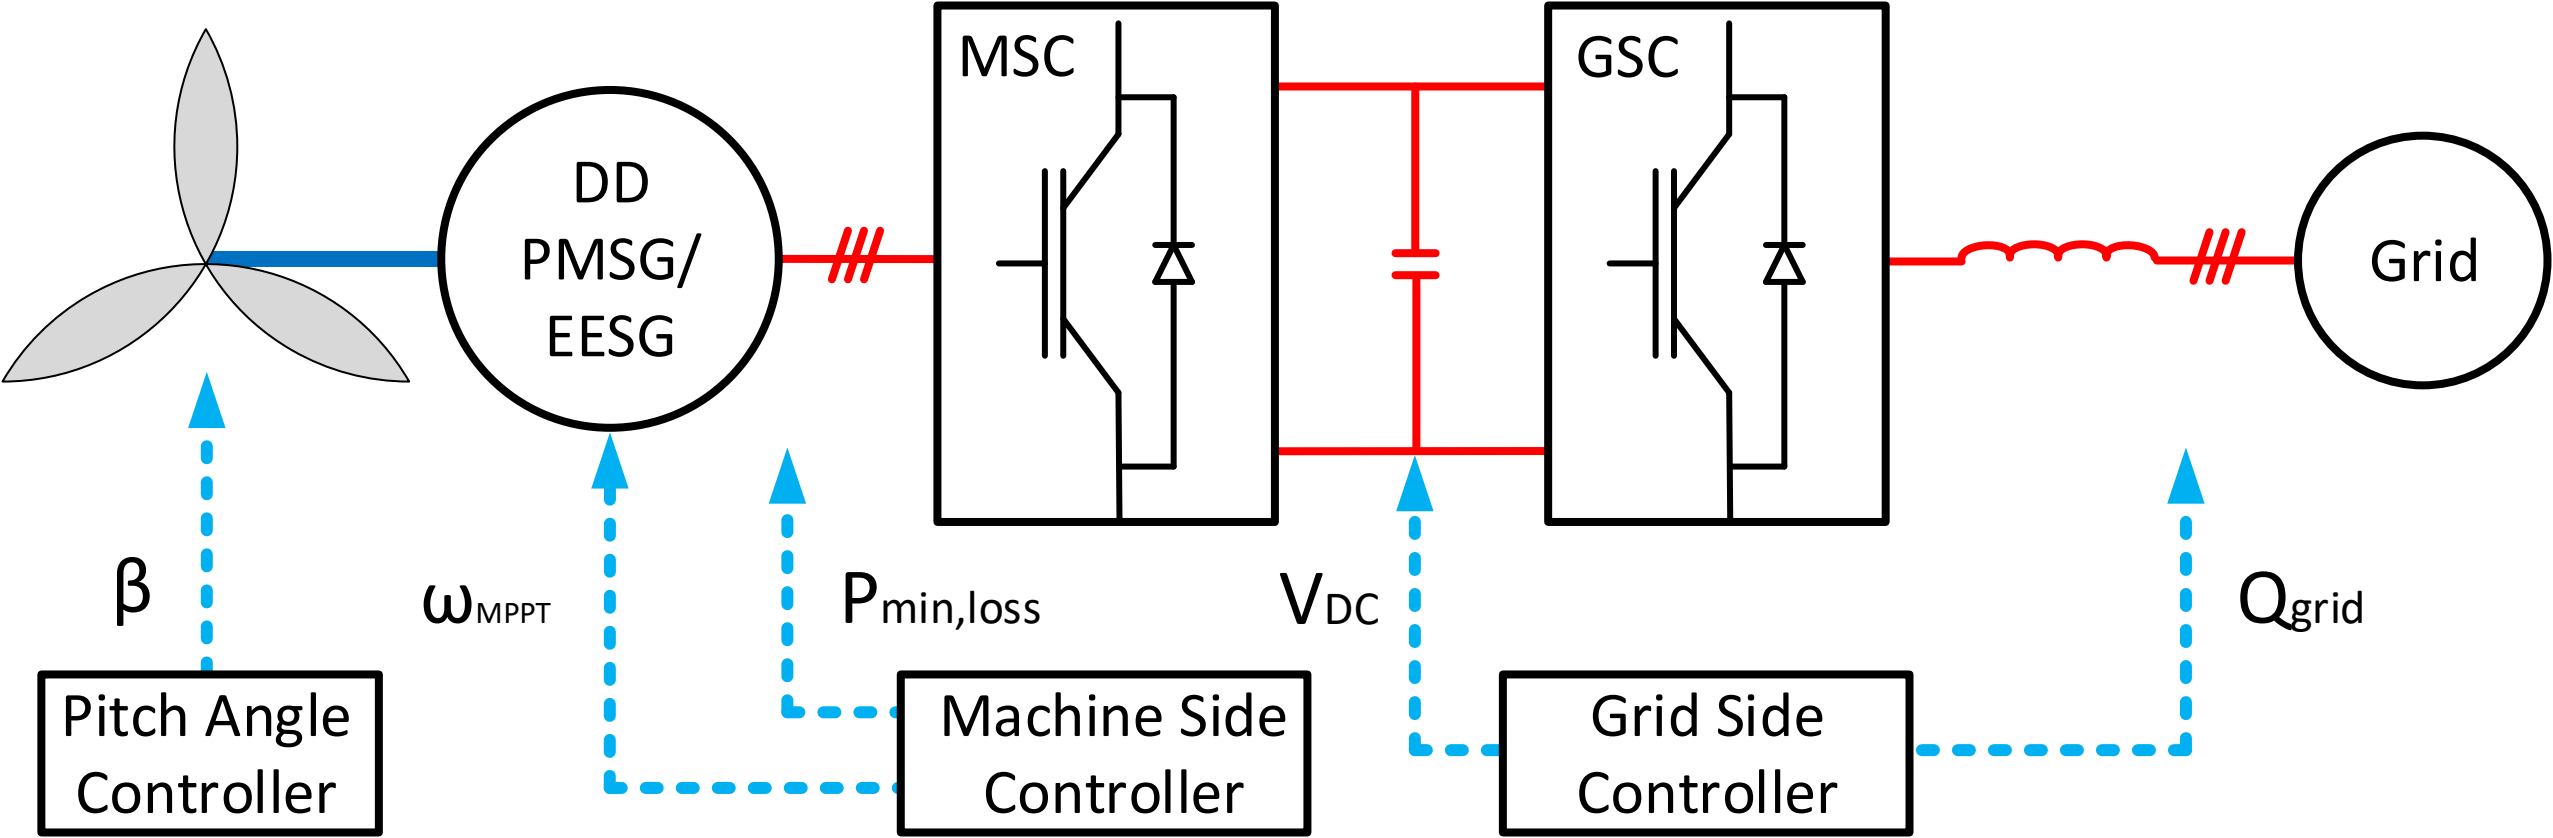 MSC
GSC
DD
PMSG/
EESG
Grid
β
ωMPPT
Pmin,loss
VDC
Qgrid
Pitch Angle
Controller
Machine Side
Controller
Grid Side
Controller